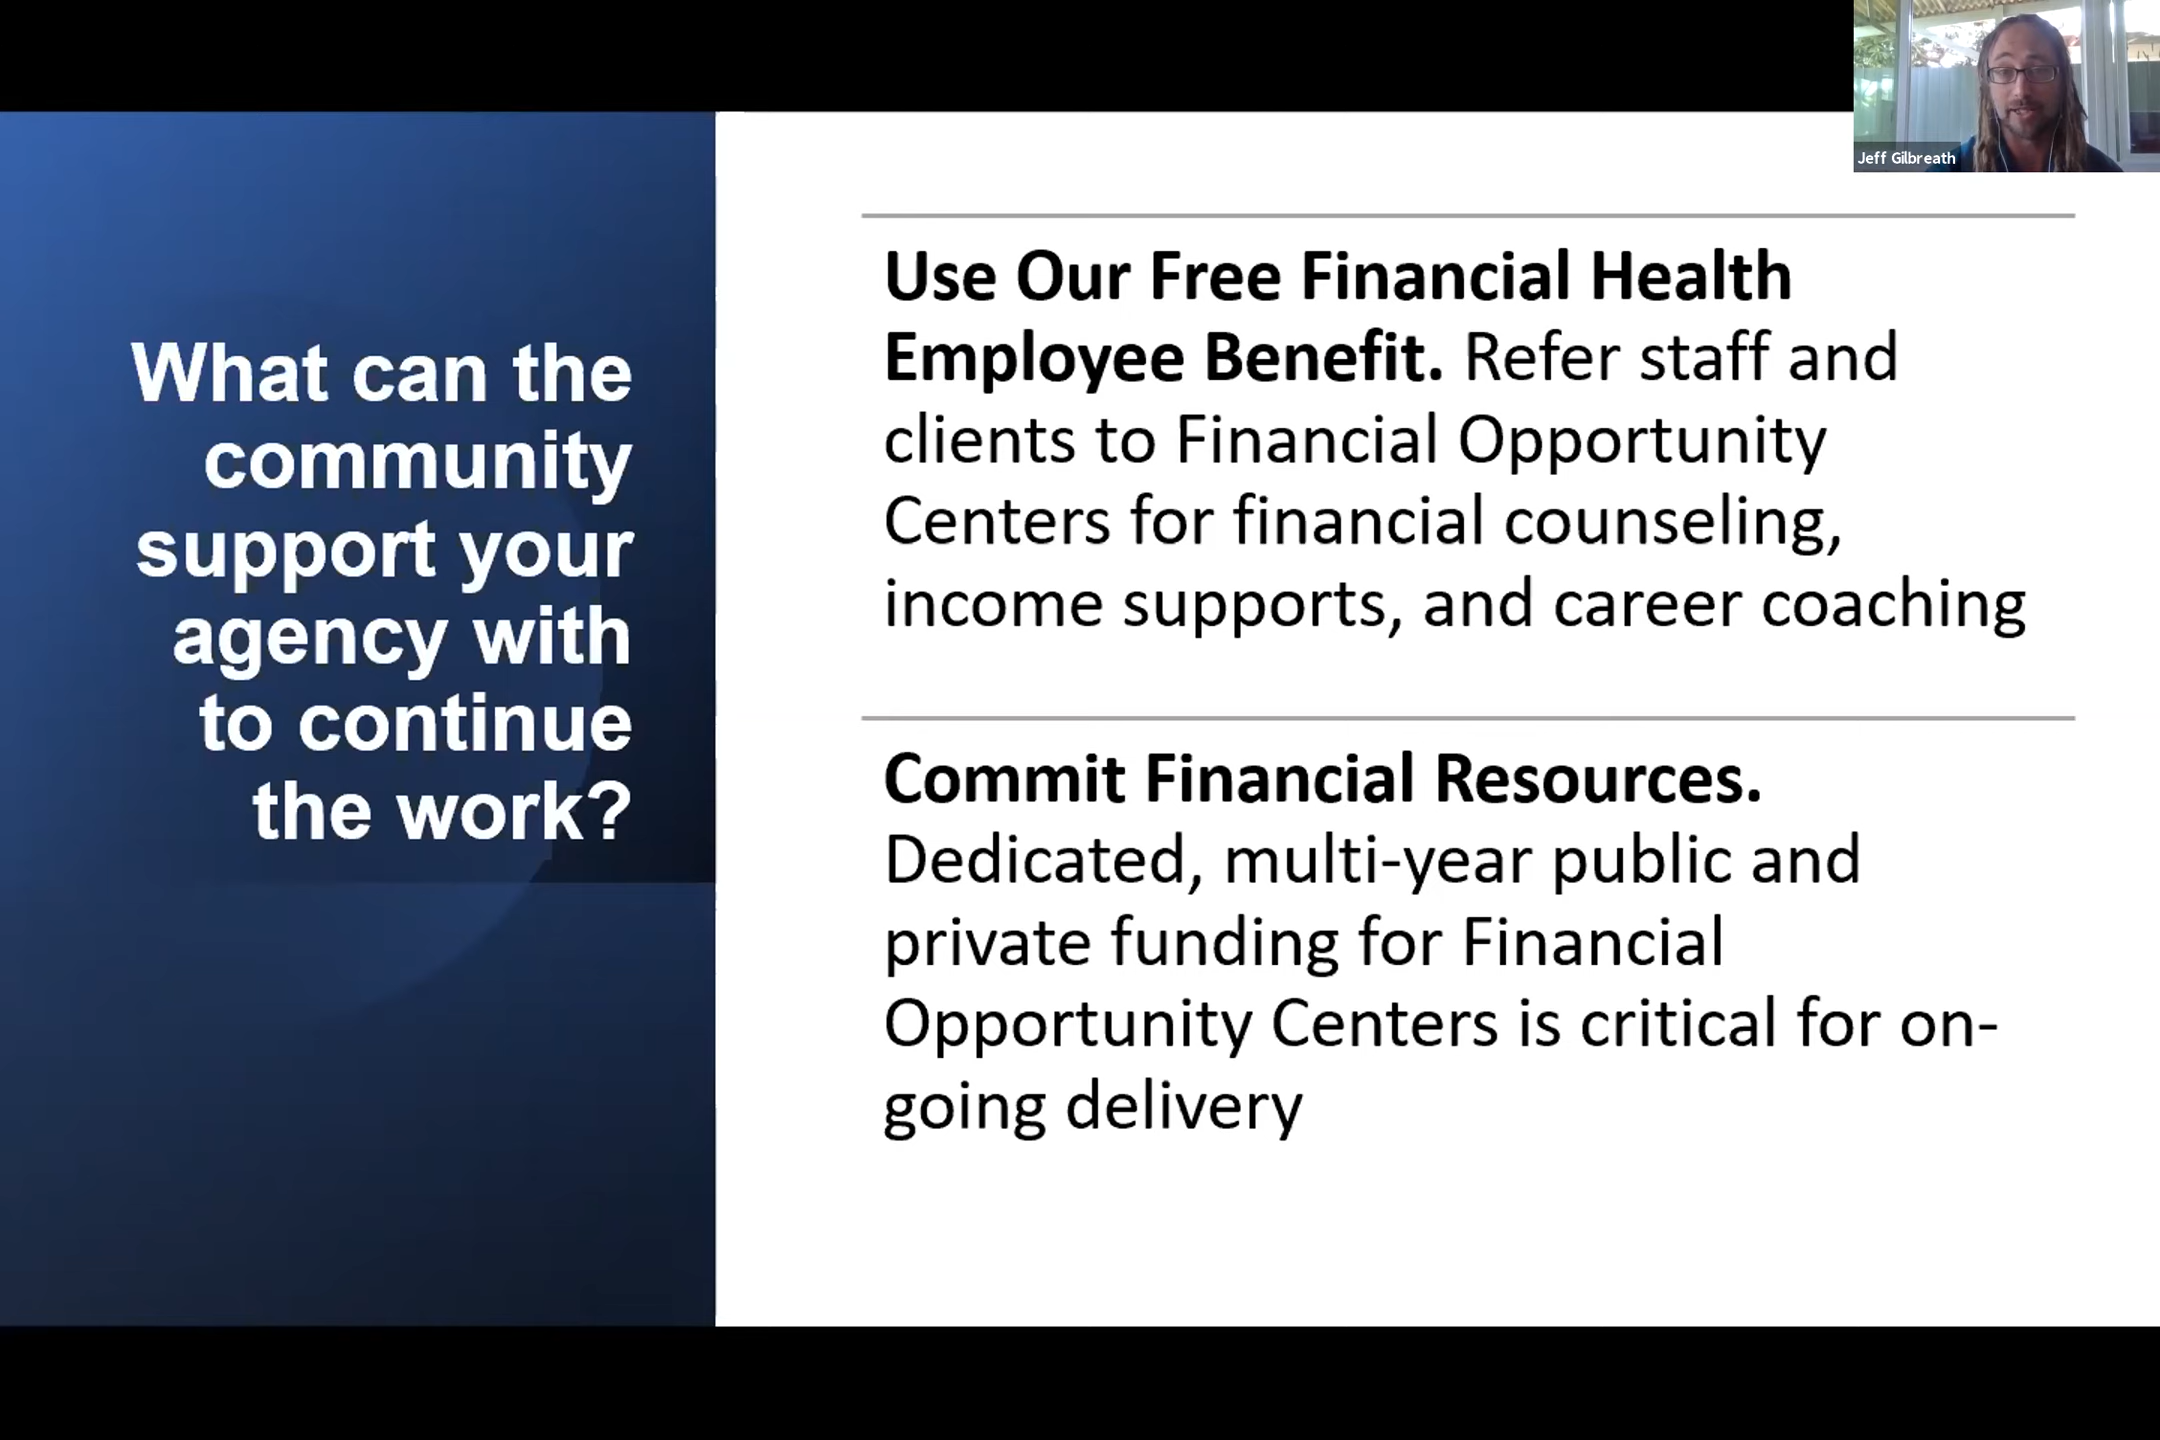 Jeff Gilbreath
What can the
community
support your
agency with
to continue
the work?
Use Our Free Financial Health
Employee Benefit. Refer staff and
clients to Financial Opportunity
Centers for financial counseling,
income supports, and career coaching
Commit Financial Resources.
Dedicated, multi-year public and
private funding for Financial
Opportunity Centers is critical for on-
going delivery